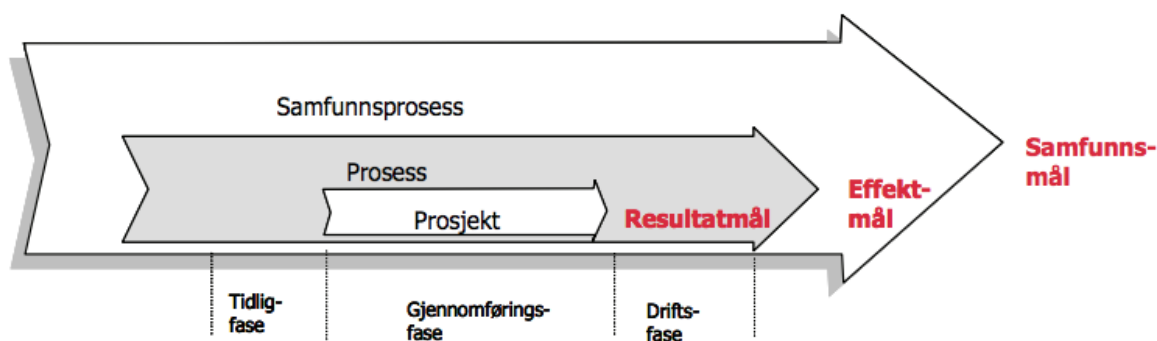 Samfunnsprosess
Samfunns-
mål
Prosess
Effekt-
mål
Prosjekt
Resultatmål
Tidlig-
fase
Gjennomførings-
fase
Drifts-
fase